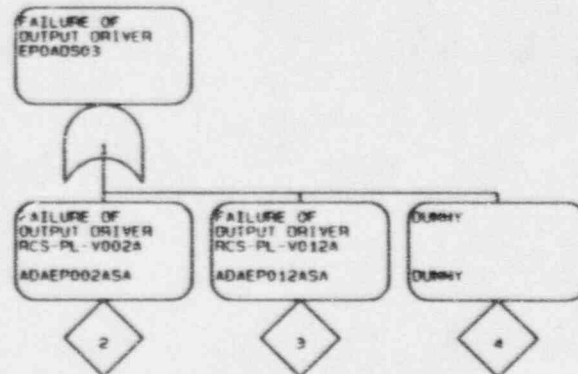 FAILURE OF
OUTPUT DRIVER
EPOADS03
1
FAILURE OF
OUTPUT DRIVER
RCS-PL-V002A
ADAEP002ASA
FAILURE OF
OUTPUT DRIVER
RCS-PL-V012A
ADAEP012ASA
DUMMY
DUMMY
2
3
4